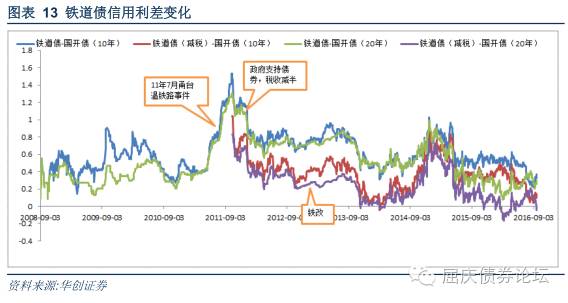 图表 13 铁道债信用利差变化
铁道债-国开债（10年）
铁道债（减税）-国开债（10年）
铁道债-国开债（20年）
铁道债（减税）-国开债（20年）
1.8
1.6
1.4
1.2
1
0.8
0.6
0.4
0.2
0
-0.2
-0.4
11年7月甬台
温铁路事件
政府支持债
券，税收减半
铁改
2008-09-03
2009-09-03
2010-09-03
2011-09-03
2012-09-03
2013-09-03
2014-09-03
2015-09-03
2016-09-03
资料来源:华创证券
屈庆债券论坛